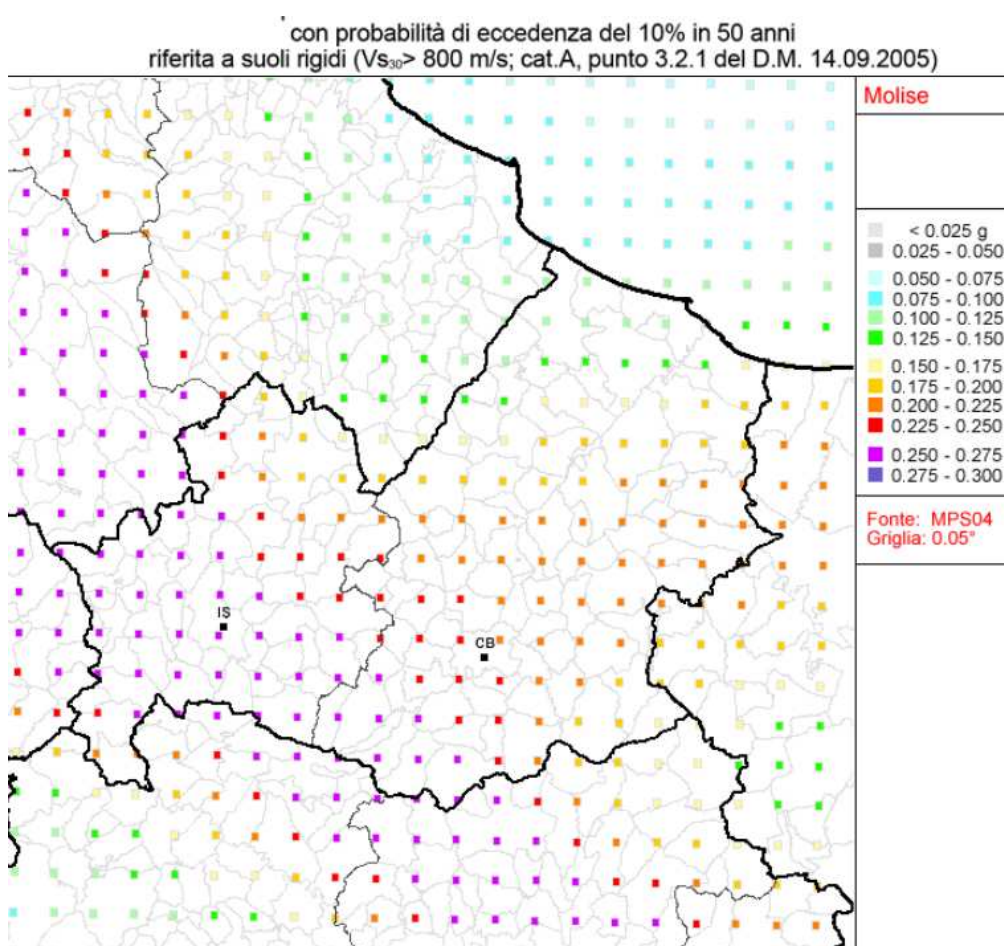 con probabilità di eccedenza del 10% in 50 anni
riferita a suoli rigidi (Vs₃₀> 800 m/s; cat.A, punto 3.2.1 del D.M. 14.09.2005)
Molise
< 0.025 g
0.025 - 0.050
0.050 - 0.075
0.075 - 0.100
0.100 - 0.125
0.125 - 0.150
0.150 - 0.175
0.175 - 0.200
0.200 - 0.225
0.225 - 0.250
0.250 - 0.275
0.275 - 0.300
Fonte: MPS04
Griglia: 0.05°
IS
CB